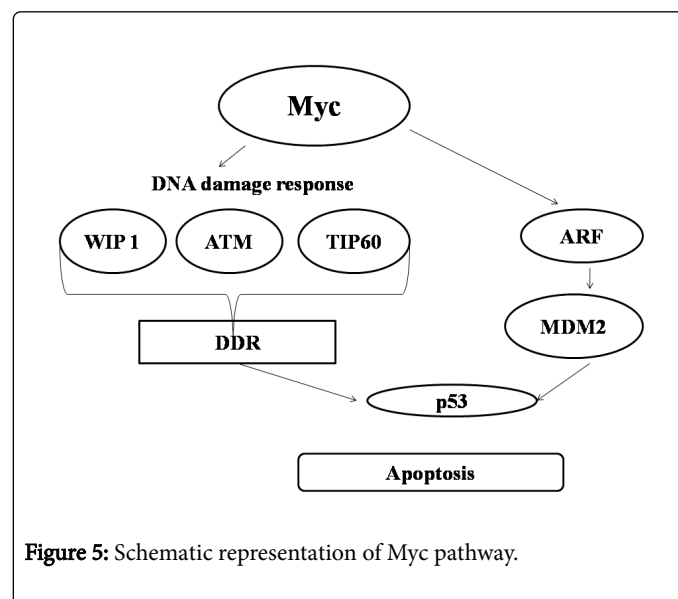 Myc
DNA damage response
WIP 1 ATM TIP60
ARF
MDM2
DDR
p53
Apoptosis
Figure 5: Schematic representation of Myc pathway.